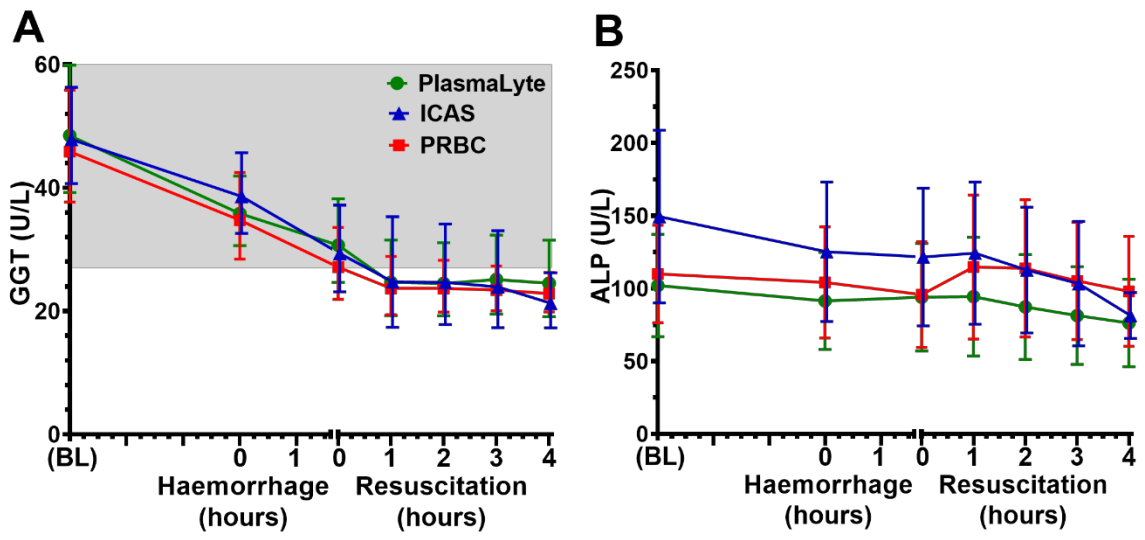 A
GGT (U/L)
60
40
20
0
PlasmaLyte
ICAS
PRBC
(BL) 0 1 0 1 2 3 4
Haemorrhage Resuscitation
(hours) (hours)
B
ALP (U/L)
250
200
150
100
50
0
(BL) 0 1 0 1 2 3 4
Haemorrhage Resuscitation
(hours) (hours)